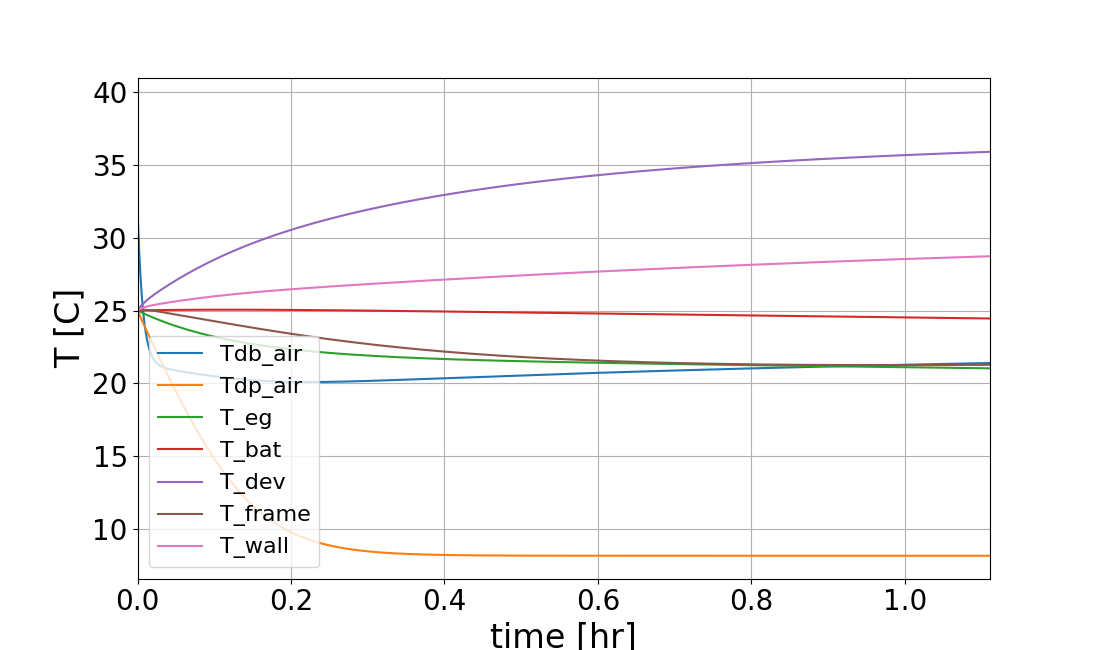 40
35
30
25
20
15
10
T [C]
Tdb_air
Tdp_air
T_eg
T_bat
T_dev
T_frame
T_wall
0.0 0.2 0.4 0.6 0.8 1.0
time [hr]